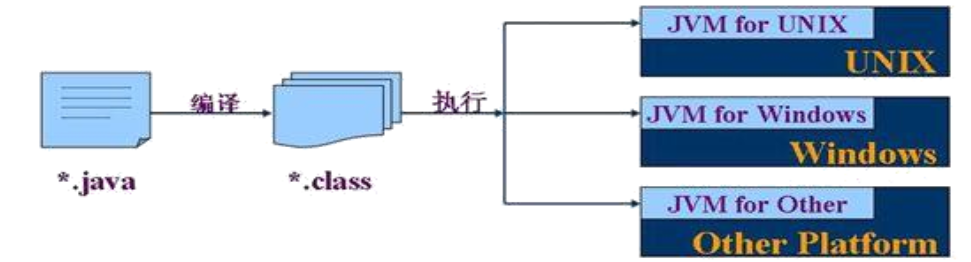 *.java
编译
*.class
执行
JVM for UNIX
UNIX
JVM for Windows
Windows
JVM for Other
Other Platform